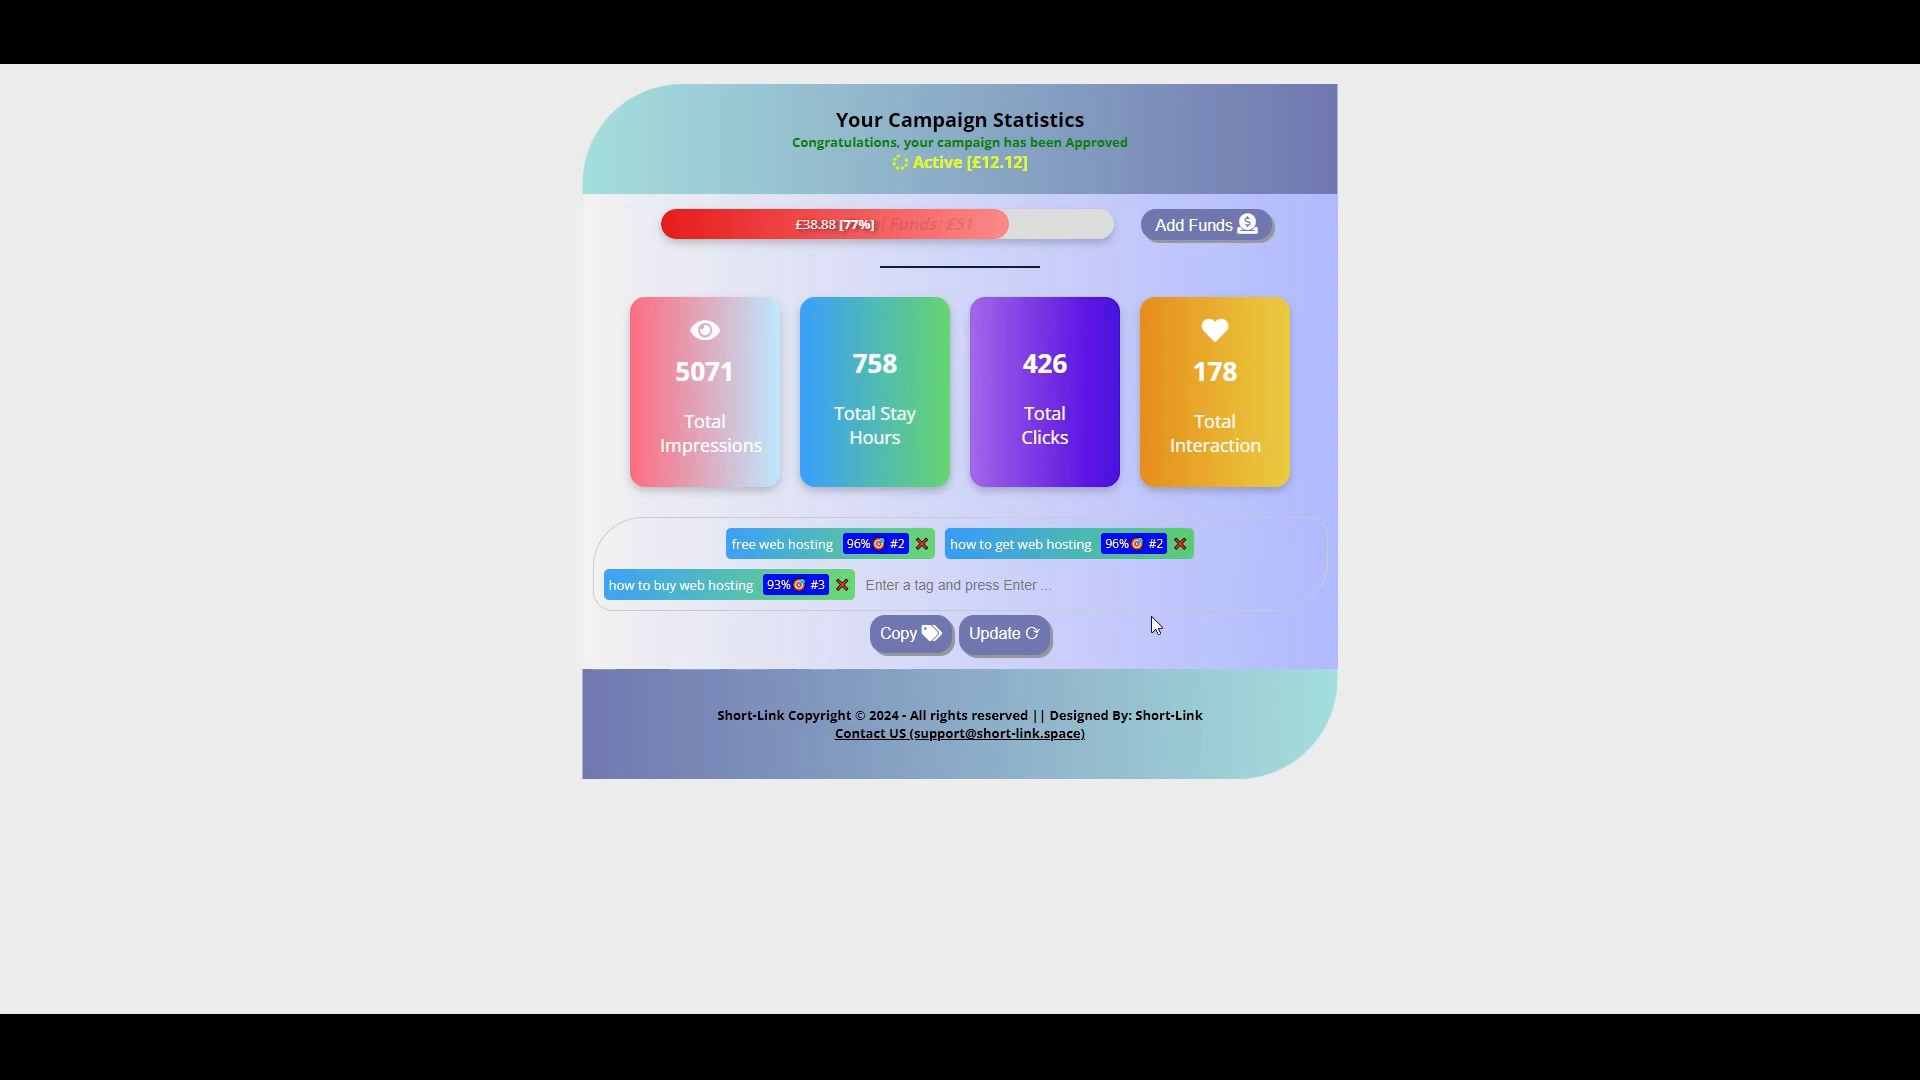 Your Campaign Statistics
Congratulations, your campaign has been Approved
Active [£12.12]
£38.88 [77%]
Funds: £51
Add Funds
5071
Total
Impressions
758
Total Stay
Hours
426
Total
Clicks
178
Total
Interaction
free web hosting 96% #2
how to get web hosting 96% #2
how to buy web hosting 93% #3
Enter a tag and press Enter ...
Copy
Update
Short-Link Copyright © 2024 - All rights reserved || Designed By: Short-Link
Contact US (support@short-link.space)